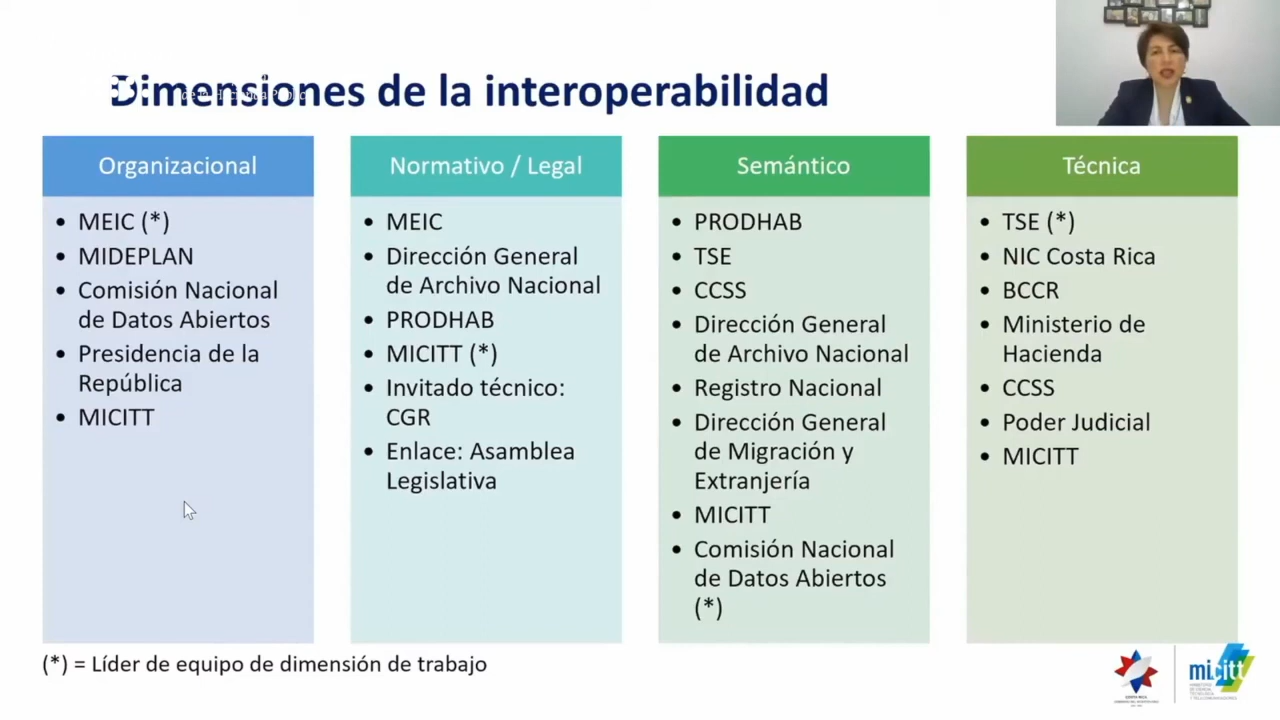 Dimensiones de la interoperabilidad
Organizacional
• MEIC (*)
• MIDEPLAN
• Comisión Nacional
de Datos Abiertos
• Presidencia de la
República
• MICITT
Normativo / Legal
• MEIC
• Dirección General
de Archivo Nacional
• PRODHAB
• MICITT (*)
• Invitado técnico:
CGR
• Enlace: Asamblea
Legislativa
Semántico
• PRODHAB
• TSE
• CCSS
• Dirección General
de Archivo Nacional
• Registro Nacional
• Dirección General
de Migración y
Extranjería
• MICITT
• Comisión Nacional
de Datos Abiertos
(*)
Técnica
• TSE (*)
• NIC Costa Rica
• BCCR
• Ministerio de
Hacienda
• CCSS
• Poder Judicial
• MICITT
(*) = Líder de equipo de dimensión de trabajo
COSTA RICA
micitt